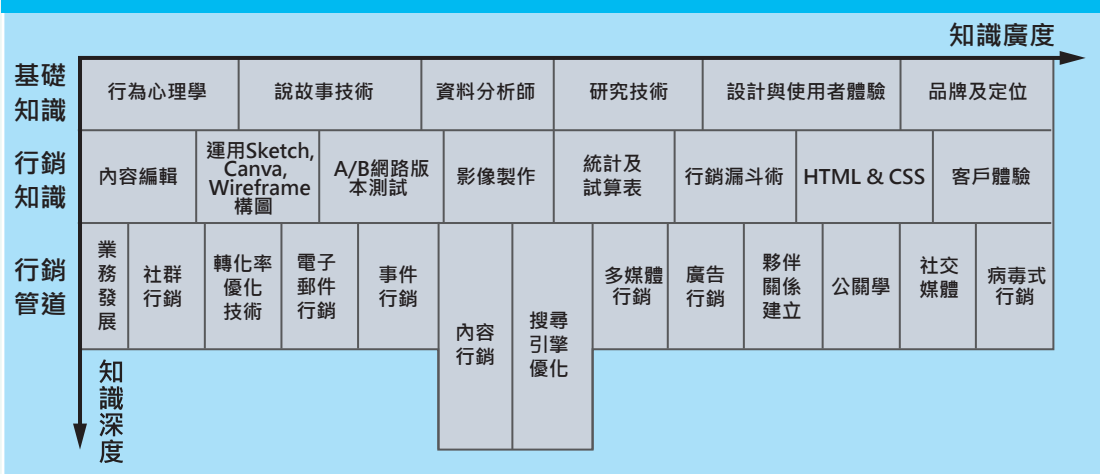 知識廣度
基礎
知識
行為心理學
說故事技術
資料分析師
研究技術
設計與使用者體驗
品牌及定位
行銷
知識
內容編輯
運用Sketch,
Canva,
Wireframe
構圖
A/B網路版
本測試
影像製作
統計及
試算表
行銷漏斗術
HTML & CSS
客戶體驗
行銷
管道
業
務
發
展
社群
行銷
轉化率
優化
技術
電子
郵件
行銷
事件
行銷
內容
行銷
搜尋
引擎
優化
多媒體
行銷
廣告
行銷
夥伴
關係
建立
公關學
社交
媒體
病毒式
行銷
知
識
深
度